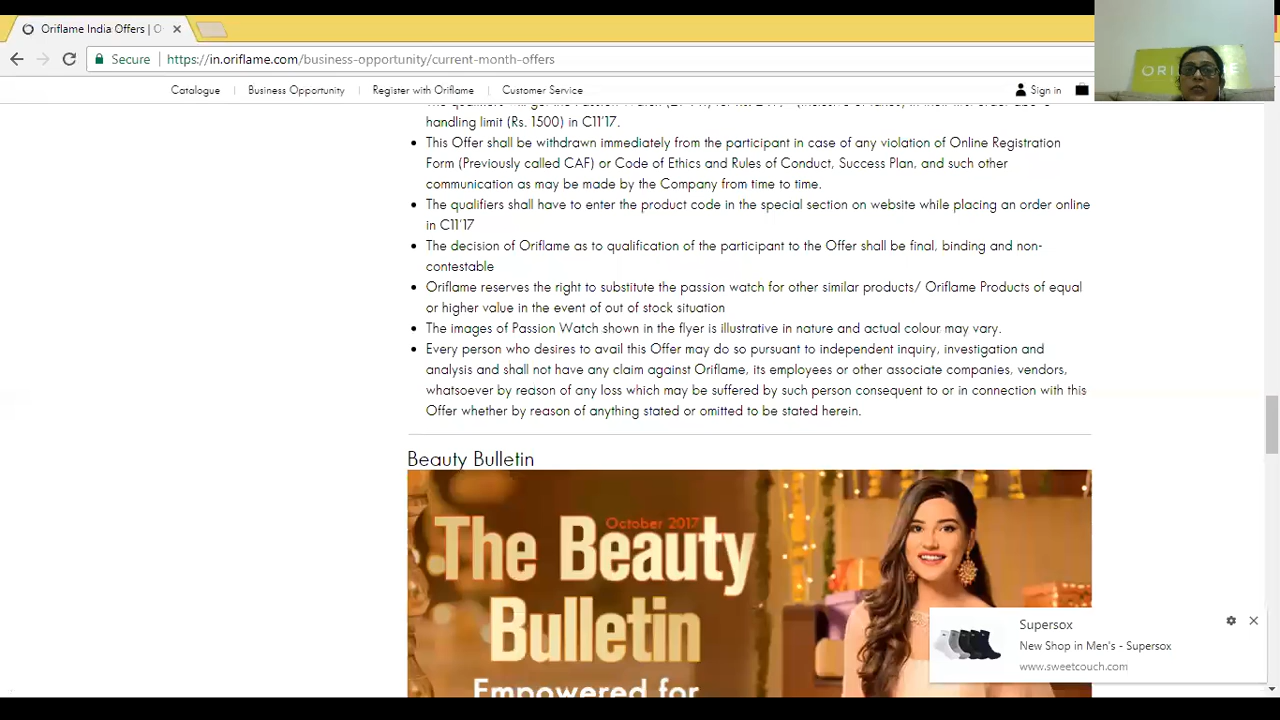 Oriflame India Offers | O
Secure
https://in.oriflame.com/business-opportunity/current-month-offers
Catalogue
Business Opportunity
Register with Oriflame
Customer Service
Sign in
handling limit (Rs. 1500) in C11'17.
This Offer shall be withdrawn immediately from the participant in case of any violation of Online Registration
Form (Previously called CAF) or Code of Ethics and Rules of Conduct, Success Plan, and such other
communication as may be made by the Company from time to time.
The qualifiers shall have to enter the product code in the special section on website while placing an order online
in C11'17
The decision of Oriflame as to qualification of the participant to the Offer shall be final, binding and non-
contestable
Oriflame reserves the right to substitute the passion watch for other similar products/ Oriflame Products of equal
or higher value in the event of out of stock situation
The images of Passion Watch shown in the flyer is illustrative in nature and actual colour may vary.
Every person who desires to avail this Offer may do so pursuant to independent inquiry, investigation and
analysis and shall not have any claim against Oriflame, its employees or other associate companies, vendors,
whatsoever by reason of any loss which may be suffered by such person consequent to or in connection with this
Offer whether by reason of anything stated or omitted to be stated herein.
Beauty Bulletin
October 2017
The Beauty
Bulletin
Empowered for
Supersox
New Shop in Men's - Supersox
www.sweetcouch.com